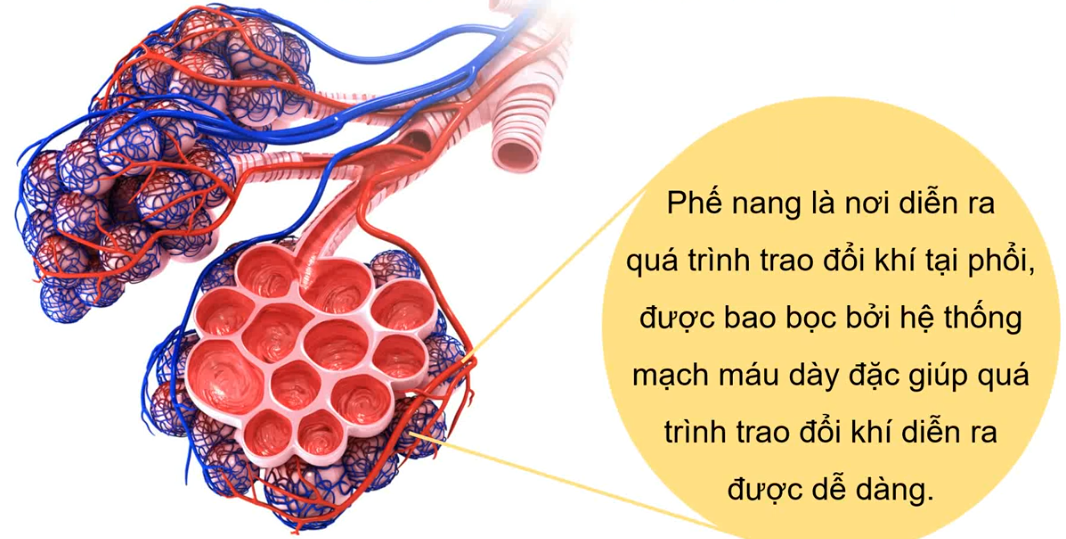 Phế nang là nơi diễn ra
quá trình trao đổi khí tại phổi,
được bao bọc bởi hệ thống
mạch máu dày đặc giúp quá
trình trao đổi khí diễn ra
được dễ dàng.